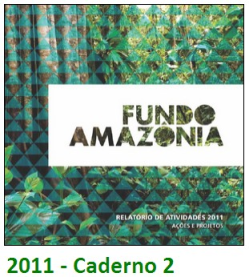 FUNDO
AMAZONIA
RELATÓRIO DE ATIVIDADES 2011
AÇÕES E PROJETOS
2011 - Caderno 2